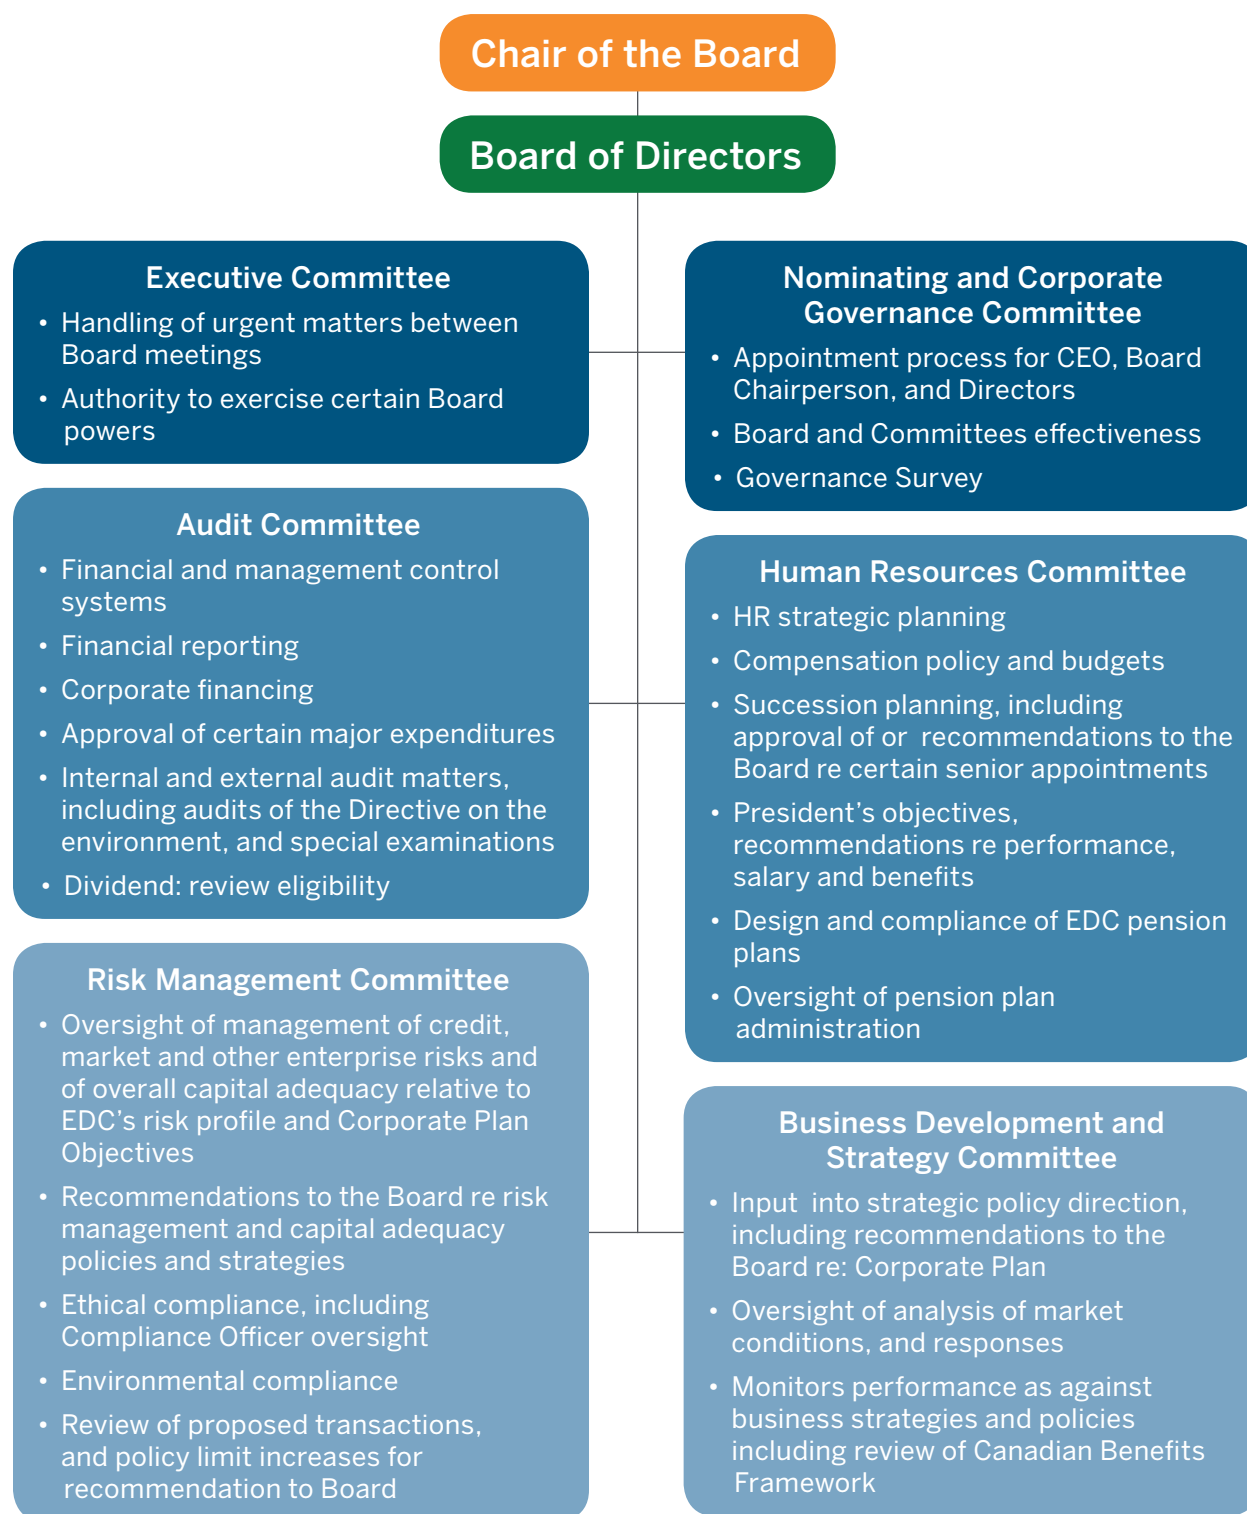 Chair of the Board
Board of Directors
Executive Committee
• Handling of urgent matters between
Board meetings
• Authority to exercise certain Board
powers
Nominating and Corporate
Governance Committee
• Appointment process for CEO, Board
Chairperson, and Directors
• Board and Committees effectiveness
• Governance Survey
Audit Committee
• Financial and management control
systems
• Financial reporting
• Corporate financing
• Approval of certain major expenditures
• Internal and external audit matters,
including audits of the Directive on the
environment, and special examinations
• Dividend: review eligibility
Human Resources Committee
• HR strategic planning
• Compensation policy and budgets
• Succession planning, including
approval of or recommendations to the
Board re certain senior appointments
• President's objectives,
recommendations re performance,
salary and benefits
• Design and compliance of EDC pension
plans
• Oversight of pension plan
administration
Risk Management Committee
• Oversight of management of credit,
market and other enterprise risks and
of overall capital adequacy relative to
EDC's risk profile and Corporate Plan
Objectives
• Recommendations to the Board re risk
management and capital adequacy
policies and strategies
• Ethical compliance, including
Compliance Officer oversight
• Environmental compliance
• Review of proposed transactions,
and policy limit increases for
recommendation to Board
Business Development and
Strategy Committee
• Input into strategic policy direction,
including recommendations to the
Board re: Corporate Plan
• Oversight of analysis of market
conditions, and responses
• Monitors performance as against
business strategies and policies
including review of Canadian Benefits
Framework